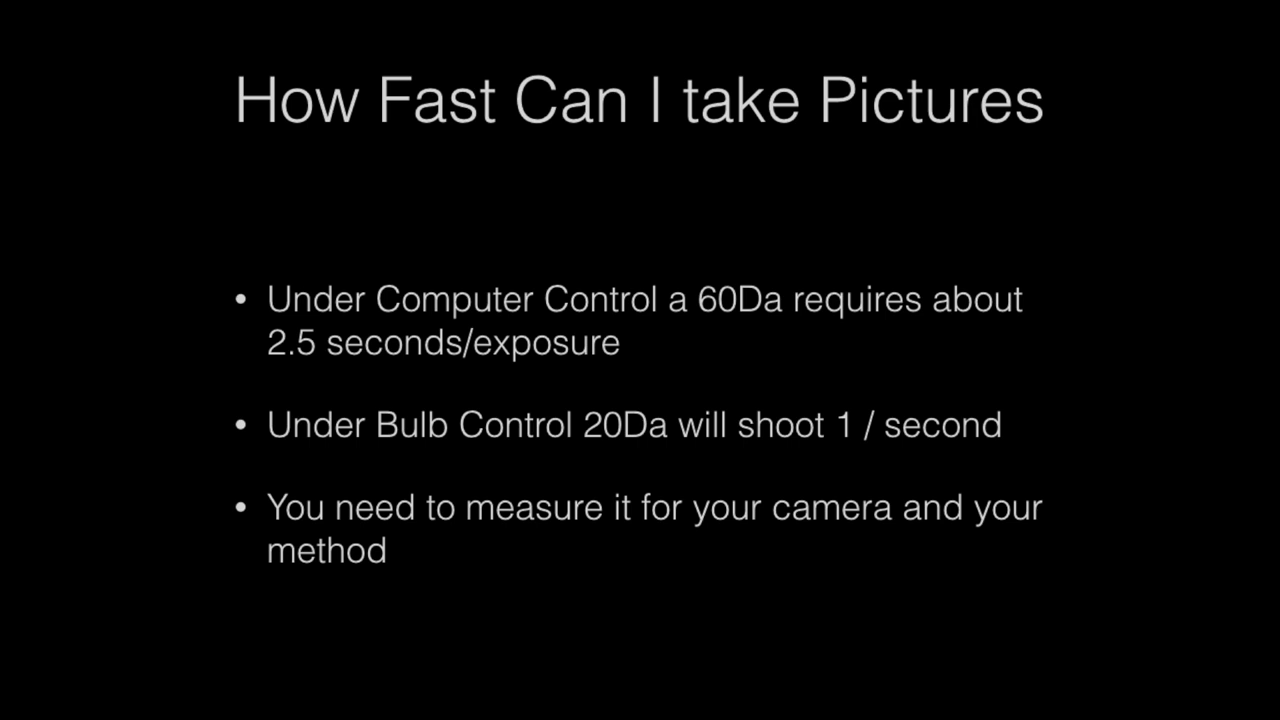 How Fast Can I take Pictures
• Under Computer Control a 60Da requires about
2.5 seconds/exposure
• Under Bulb Control 20Da will shoot 1 / second
• You need to measure it for your camera and your
method